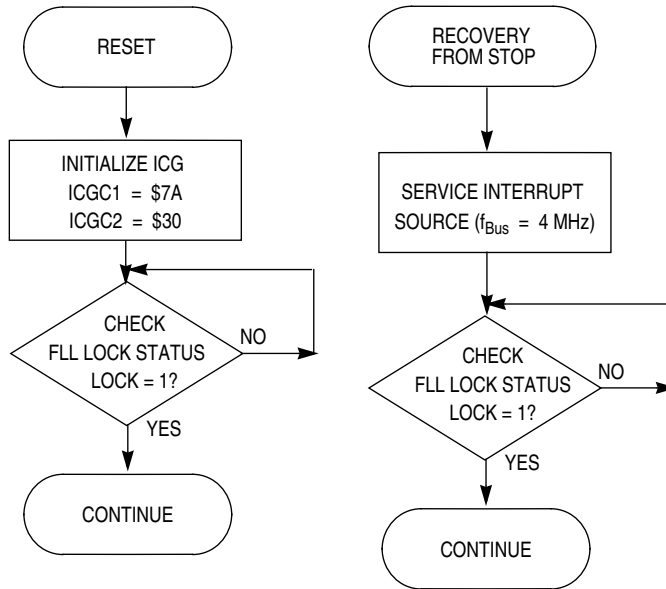 RESET
INITIALIZE ICG
ICGC1 = $7A
ICGC2 = $30
CHECK
FLL LOCK STATUS
LOCK = 1?
NO
YES
CONTINUE
RECOVERY
FROM STOP
SERVICE INTERRUPT
SOURCE (fBus = 4 MHz)
CHECK
FLL LOCK STATUS
LOCK = 1?
NO
YES
CONTINUE